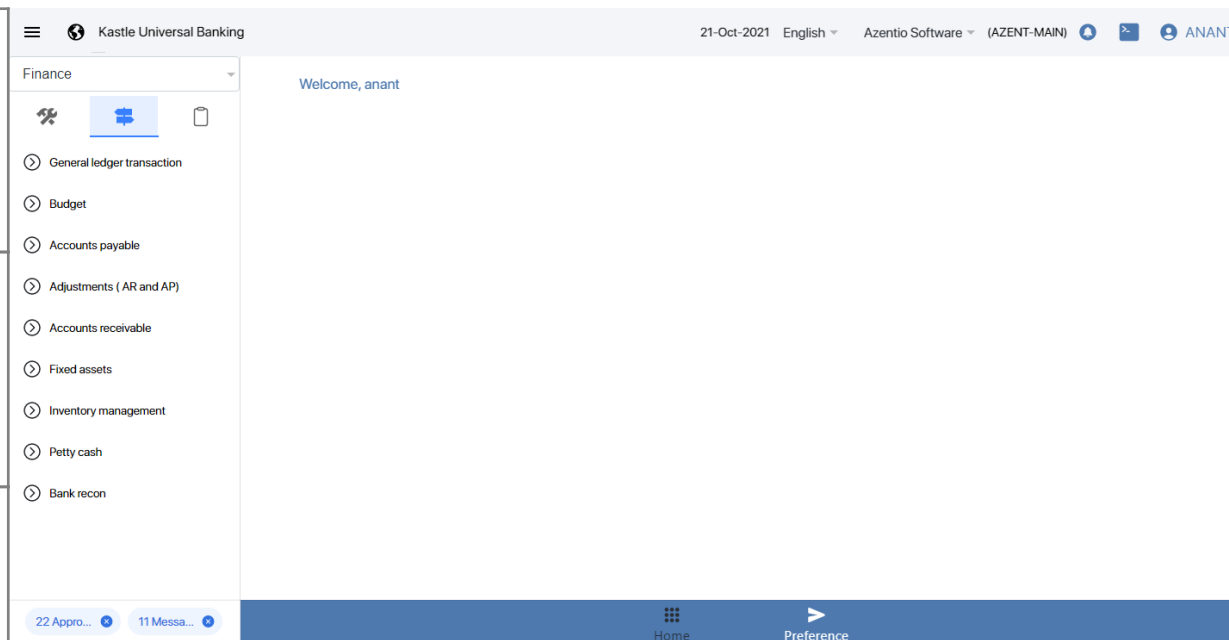 Kastle Universal Banking
21-Oct-2021 English Azentio Software (AZENT-MAIN) ANANT
Finance
Welcome, anant
General ledger transaction
Budget
Accounts payable
Adjustments ( AR and AP)
Accounts receivable
Fixed assets
Inventory management
Petty cash
Bank recon
22 Appro... 11 Messa...
Home Preference